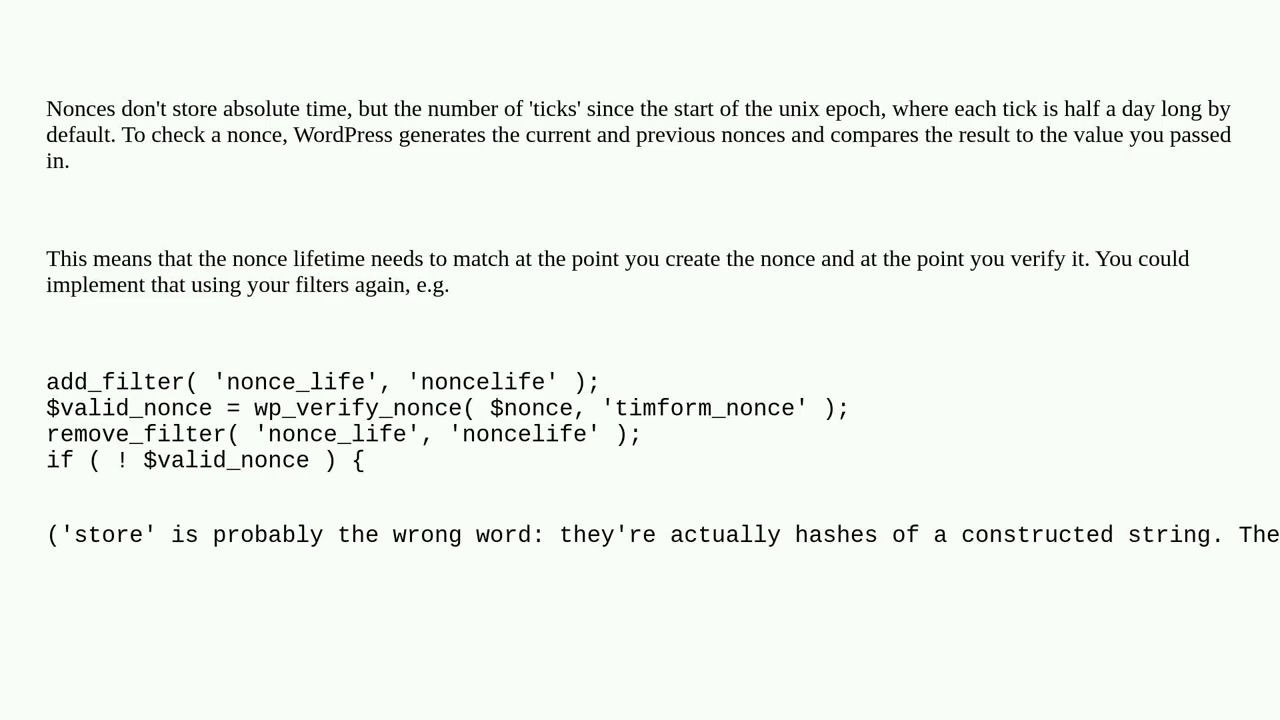 Nonces don't store absolute time, but the number of 'ticks' since the start of the unix epoch, where each tick is half a day long by
default. To check a nonce, WordPress generates the current and previous nonces and compares the result to the value you passed
in.
This means that the nonce lifetime needs to match at the point you create the nonce and at the point you verify it. You could
implement that using your filters again, e.g.
add_filter( 'nonce_life', 'noncelife' );
$valid_nonce = wp_verify_nonce( $nonce, 'timform_nonce' );
remove_filter( 'nonce_life', 'noncelife' );
if ( ! $valid_nonce ) {
('store' is probably the wrong word: they're actually hashes of a constructed string. The